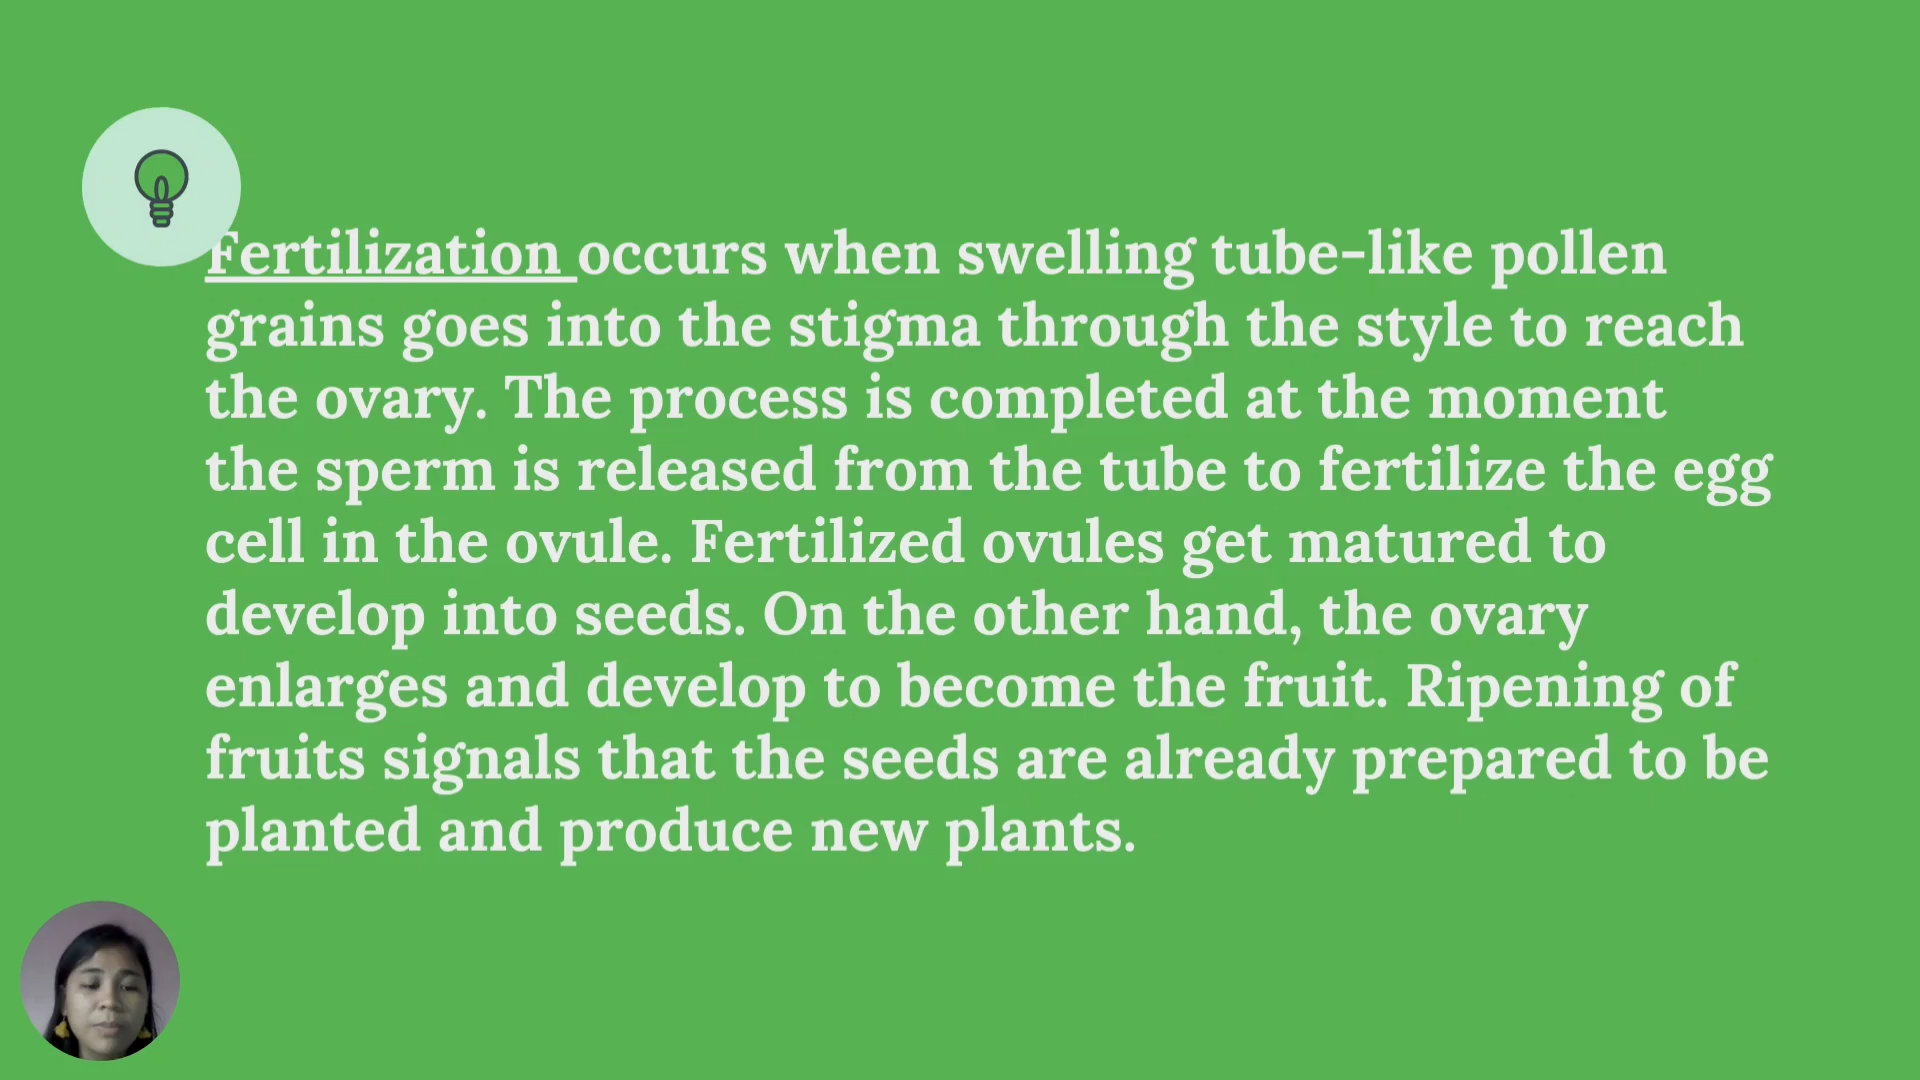 Fertilization occurs when swelling tube-like pollen
grains goes into the stigma through the style to reach
the ovary. The process is completed at the moment
the sperm is released from the tube to fertilize the egg
cell in the ovule. Fertilized ovules get matured to
develop into seeds. On the other hand, the ovary
enlarges and develop to become the fruit. Ripening of
fruits signals that the seeds are already prepared to be
planted and produce new plants.